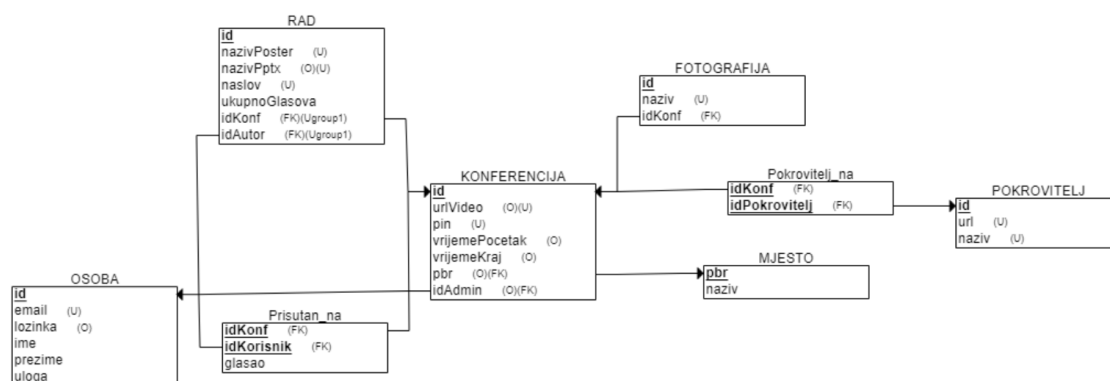 RAD
id
nazivPoster (U)
nazivPptx (O)(U)
naslov (U)
ukupnoGlasova
idKonf (FK)(Ugroup1)
idAutor (FK)(Ugroup1)
FOTOGRAFIJA
id
naziv (U)
idKonf (FK)
KONFERENCIJA
id
urlVideo (O)(U)
pin (U)
vrijemePocetak (O)
vrijemeKraj (O)
pbr (O)(FK)
idAdmin (O)(FK)
Pokrovitelj_na
idKonf (FK)
idPokrovitelj (FK)
POKROVITELJ
id
url (U)
naziv (U)
MJESTO
pbr
naziv
OSOBA
id
email (U)
lozinka (O)
ime
prezime
uloga
Prisutan_na
idKonf (FK)
idKorisnik (FK)
glasao